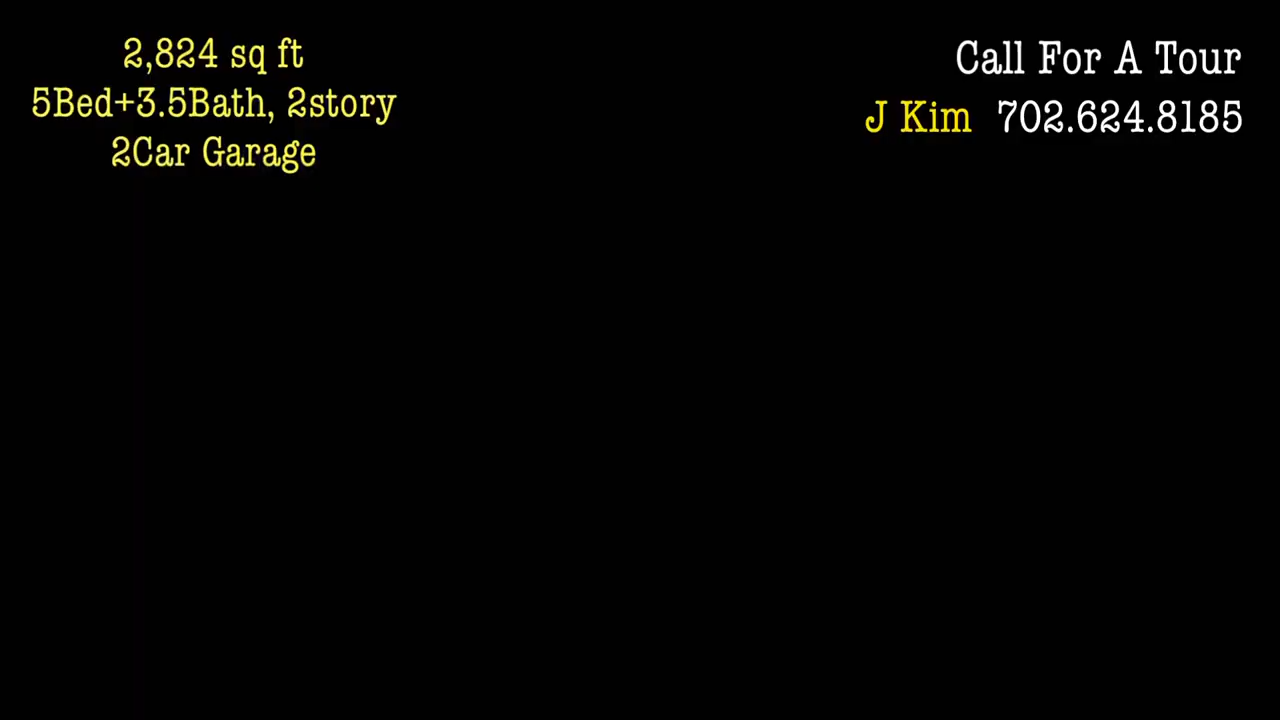 2,824 sq ft
5Bed+3.5Bath, 2story
2Car Garage
Call For A Tour
J Kim 702.624.8185